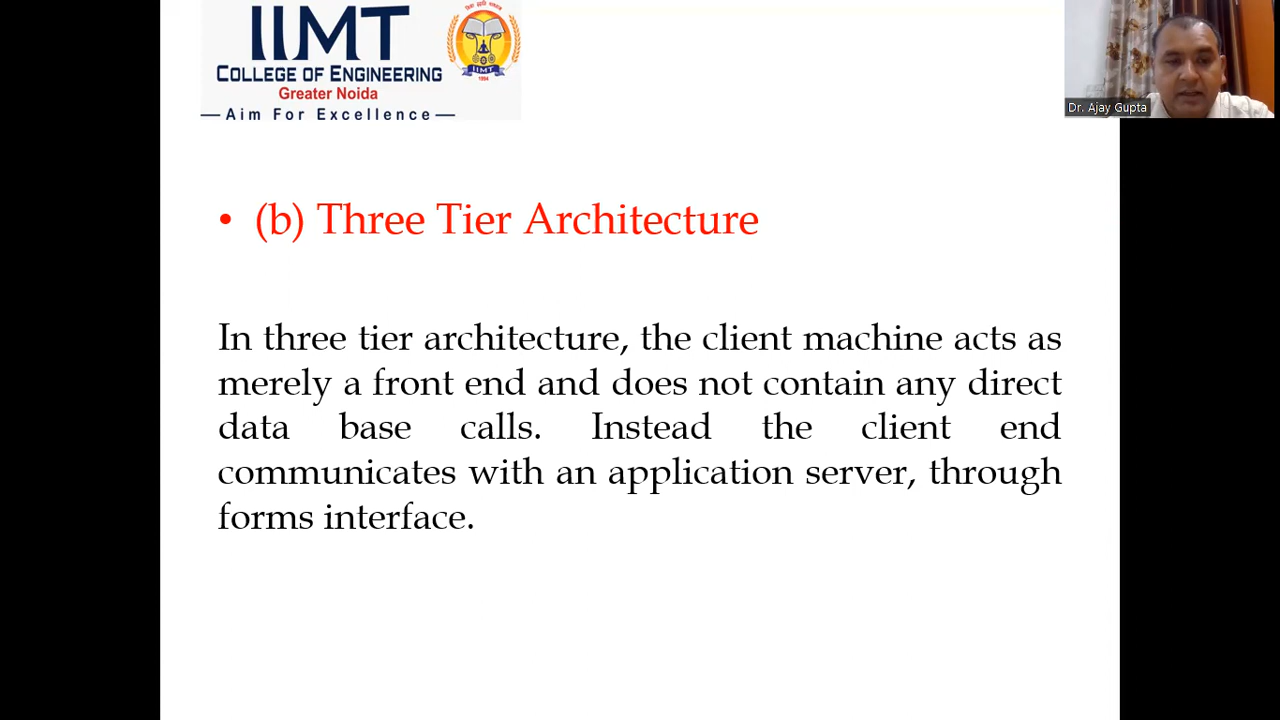 IIMT
COLLEGE OF ENGINEERING
Greater Noida
—Aim For Excellence—
IIMT
1994
Dr. Ajay Gupta
• (b) Three Tier Architecture
In three tier architecture, the client machine acts as
merely a front end and does not contain any direct
data base calls. Instead the client end
communicates with an application server, through
forms interface.